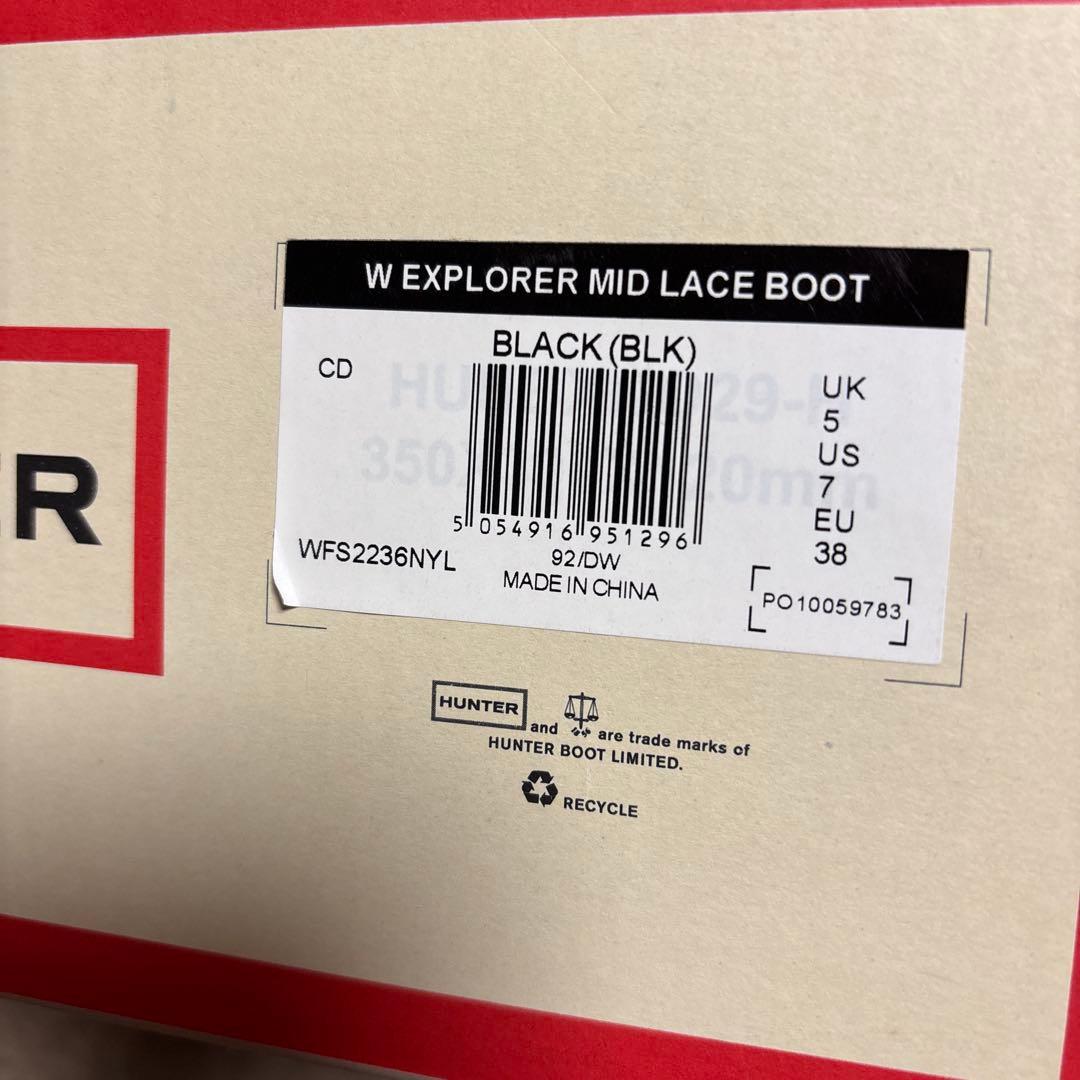 ER
W EXPLORER MID LACE BOOT
BLACK (BLK)
CD
UK
5
US
7
EU
38
5 054916 951296
WFS2236NYL
92/DW
MADE IN CHINA
PO10059783
HUNTER and are trade marks of
HUNTER BOOT LIMITED.
RECYCLE